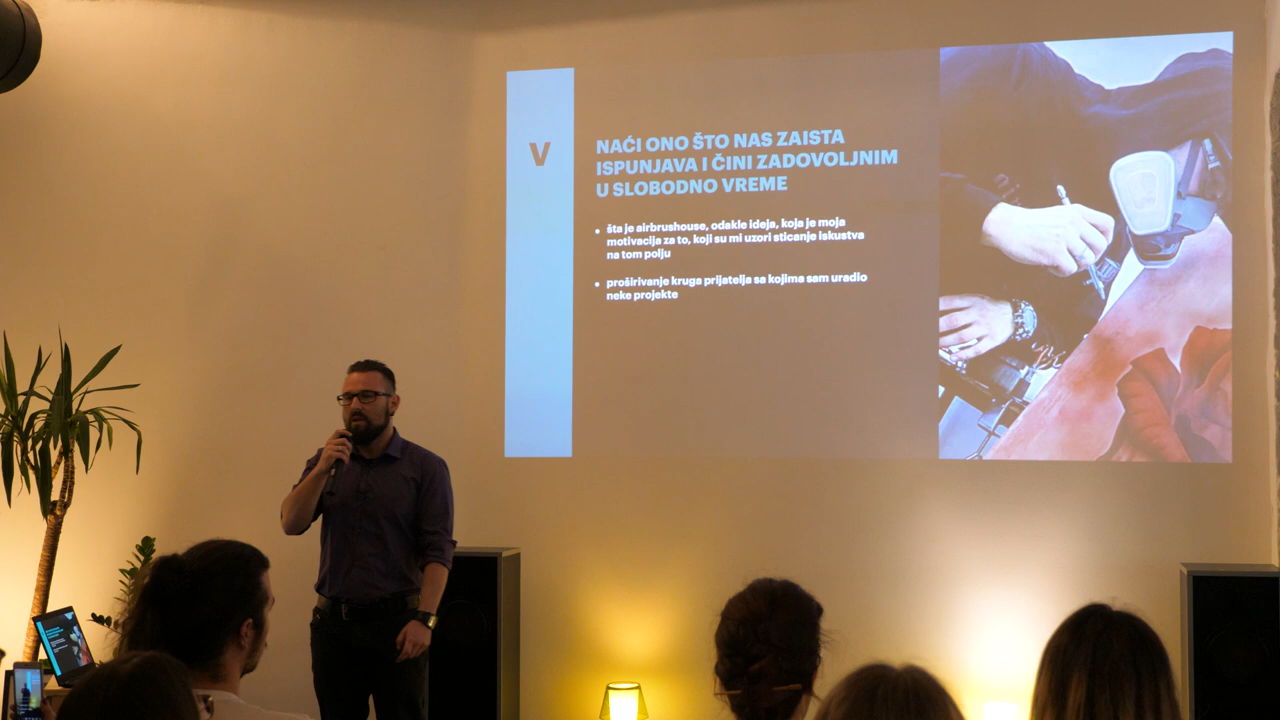 V
NAĆI ONO ŠTO NAS ZAISTA
ISPUNJAVA I ČINI ZADOVOLJNIM
U SLOBODNO VREME
• šta je airbrushouse, odakle ideja, koja je moja
motivacija za to, koji su mi uzori sticanje iskustva
na tom polju
• proširivanje kruga prijatelja sa kojima sam uradio
neke projekte